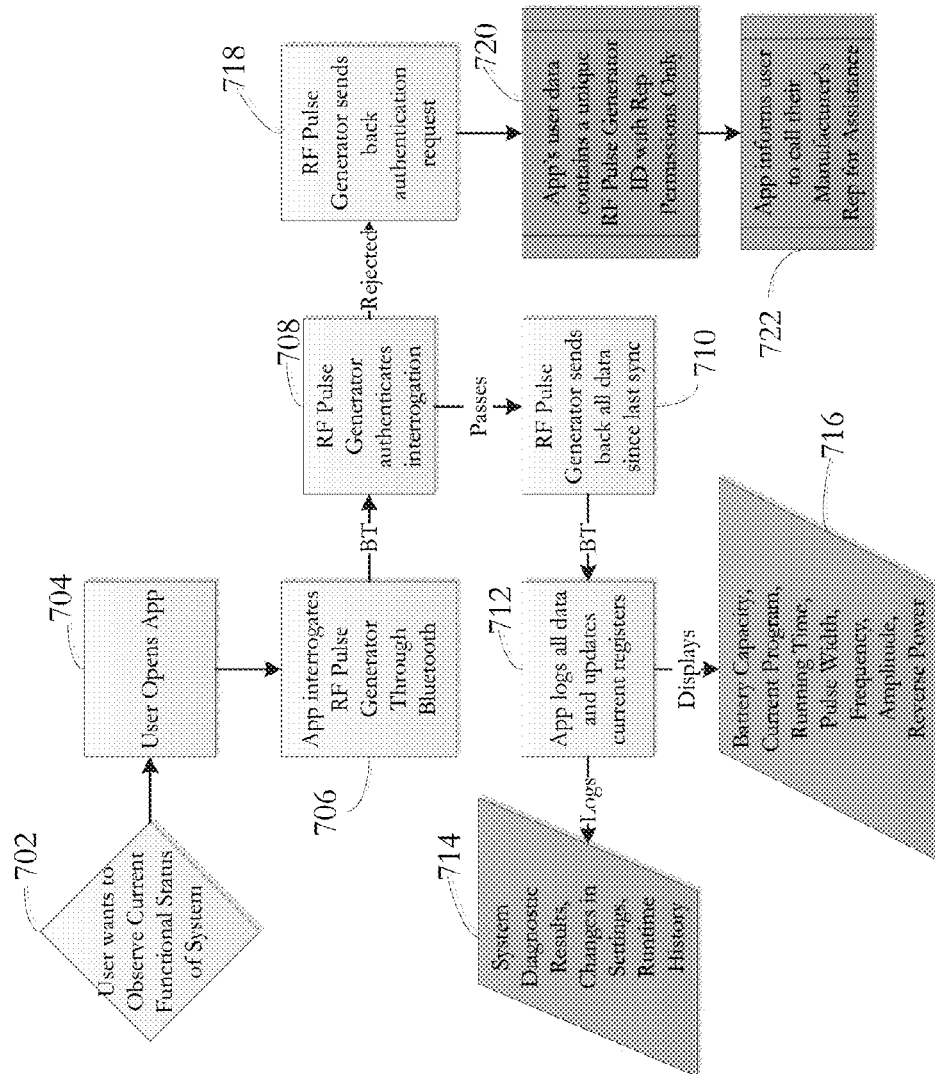 702
User wants to
Observe Current
Functional Status
of System
704
User Opens App
App interrogates
RF Pulse
Generator
Through
Bluetooth
706
BT
708
RF Pulse
Generator
authenticates
interrogation
Rejected
718
RF Pulse
Generator sends
back
authentication
request
720
App's user data
contains a unique
RF Pulse Generator
ID with Rep
Permissions Only
App informs user
to call their
Manufacturer's
Rep for Assistance
722
Passes
RF Pulse
Generator sends
back all data
since last sync
710
BT
712
App logs all data
and updates
current registers
Logs
714
System
Diagnostic
Results,
Changes in
Settings,
Runtime
History
Displays
Battery Capacity,
Current Program,
Running Time,
Pulse Width,
Frequency,
Amplitude,
Reverse Power
716